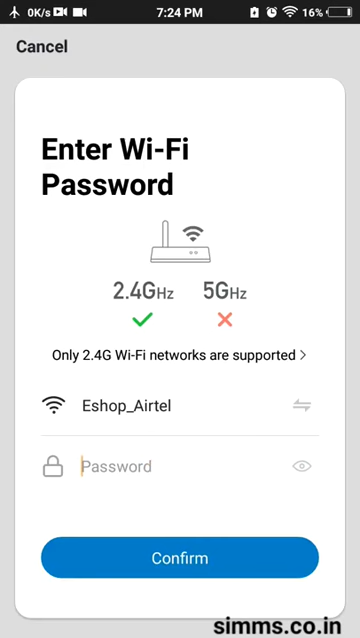 0K/s
7:24 PM
16%
Cancel
Enter Wi-Fi
Password
2.4GHz
5GHz
Only 2.4G Wi-Fi networks are supported >
Eshop_Airtel
Password
Confirm
simms.co.in